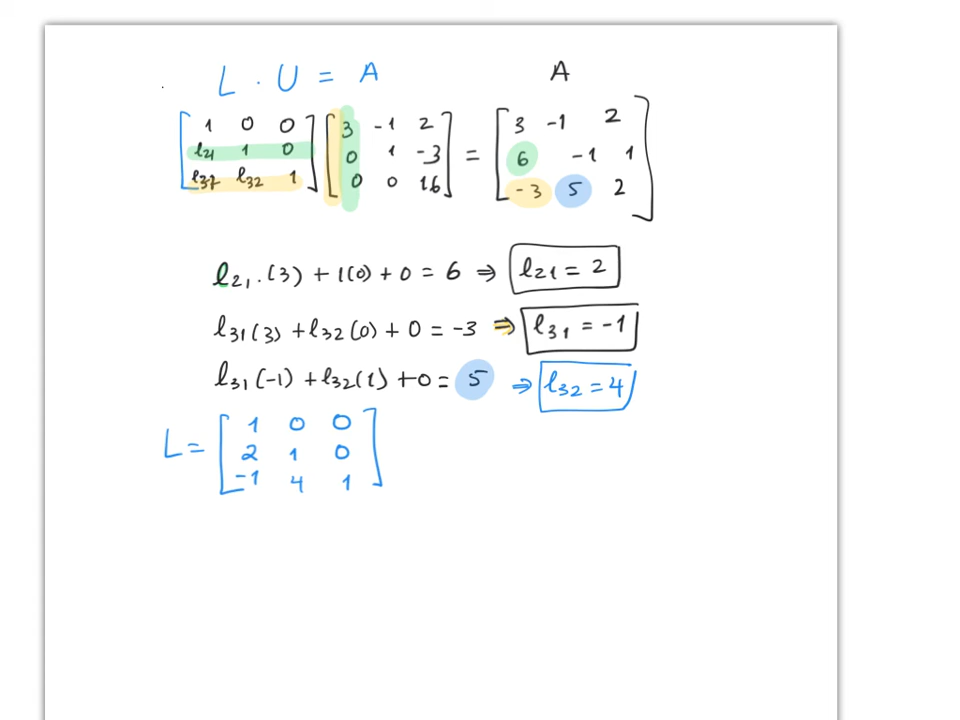 L · U = A A
[1 0 0 [3 -1 2 [3 -1 2
l21 1 0 0 1 -3 = 6 -1 1
l31 l32 1] 0 0 16] -3 5 2]
l21 . (3) + 1(0) + 0 = 6 ⇒ l21 = 2
l31(3) + l32(0) + 0 = -3 ⇒ l31 = -1
l31(-1) + l32(1) + 0 = 5 ⇒ l32 = 4
L = [1 0 0
2 1 0
-1 4 1]